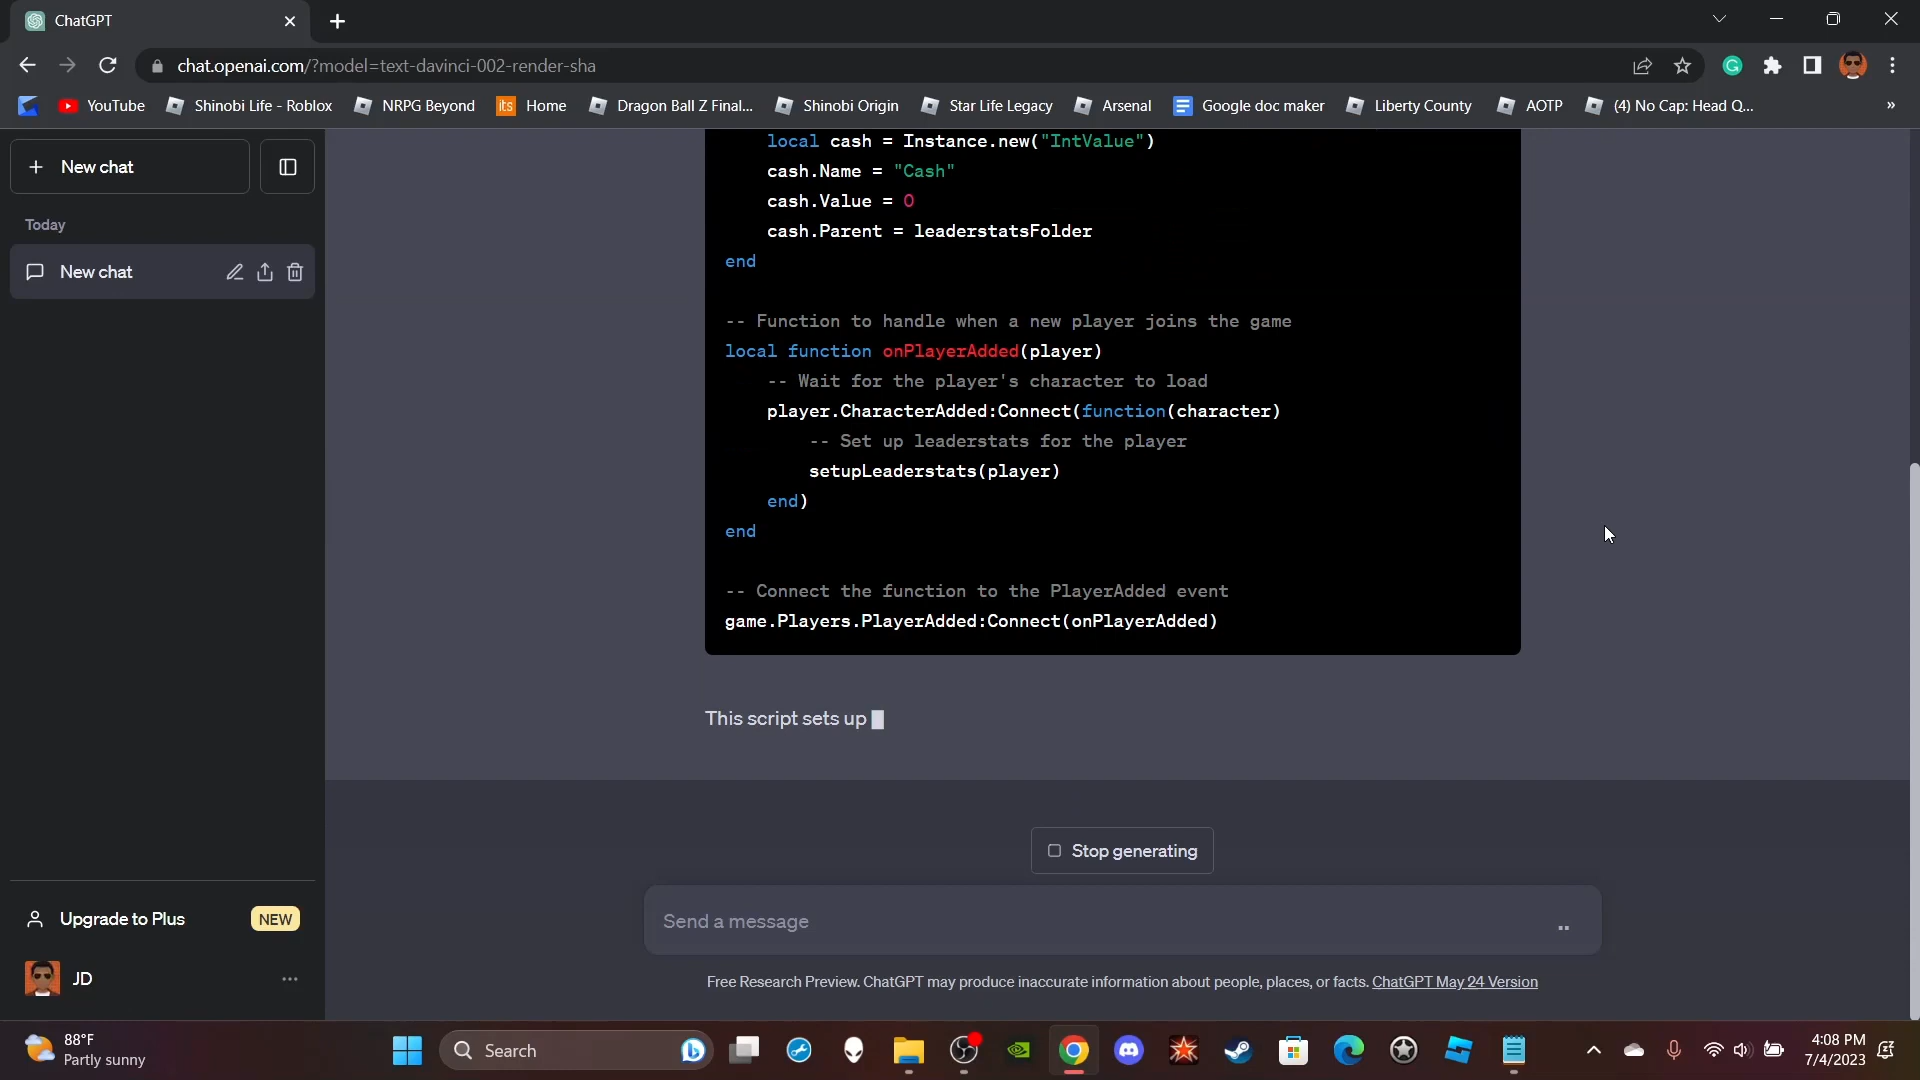 ChatGPT
chat.openai.com/?model=text-davinci-002-render-sha
YouTube Shinobi Life - Roblox NRPG Beyond its Home Dragon Ball Z Final... Shinobi Origin Star Life Legacy Arsenal Google doc maker Liberty County AOTP (4) No Cap: Head Q... »
+ New chat
Today
New chat
local cash = Instance.new("IntValue")
cash.Name = "Cash"
cash.Value = 0
cash.Parent = leaderstatsFolder
end
-- Function to handle when a new player joins the game
local function onPlayerAdded(player)
-- Wait for the player's character to load
player.CharacterAdded:Connect(function(character)
-- Set up leaderstats for the player
setupLeaderstats(player)
end)
end
-- Connect the function to the PlayerAdded event
game.Players.PlayerAdded:Connect(onPlayerAdded)
This script sets up
Stop generating
Send a message
Free Research Preview. ChatGPT may produce inaccurate information about people, places, or facts. ChatGPT May 24 Version
Upgrade to Plus NEW
JD
88°F
Partly sunny
Search
4:08 PM
7/4/2023